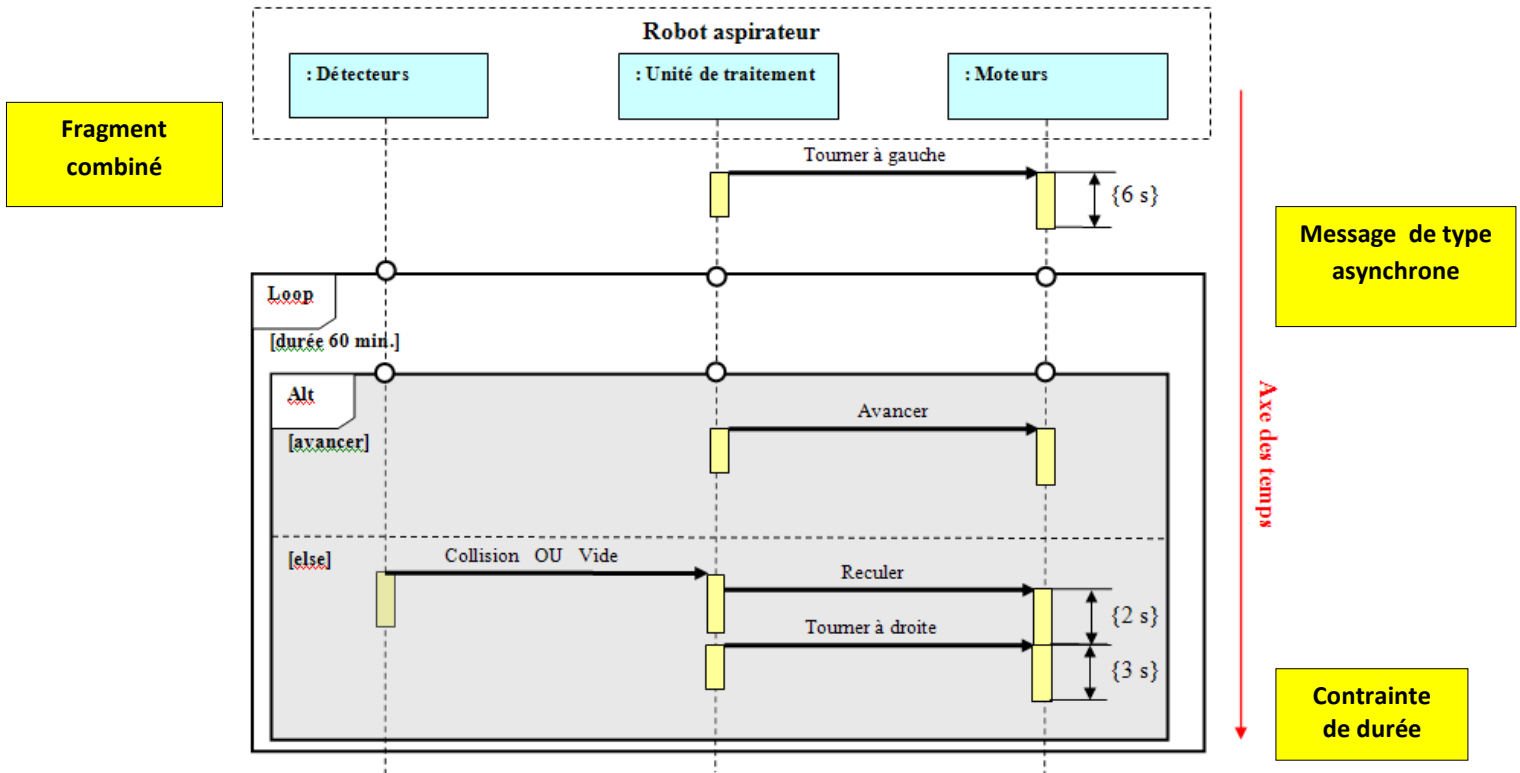 Robot aspirateur
: Détecteurs
: Unité de traitement
: Moteurs
Fragment
combiné
Tourner à gauche
{6 s}
Message de type
asynchrone
Loop
[durée 60 min.]
Alt
[avancer]
Avancer
Axe des temps
[else]
Collision OU Vide
Reculer
{2 s}
Tourner à droite
{3 s}
Contrainte
de durée